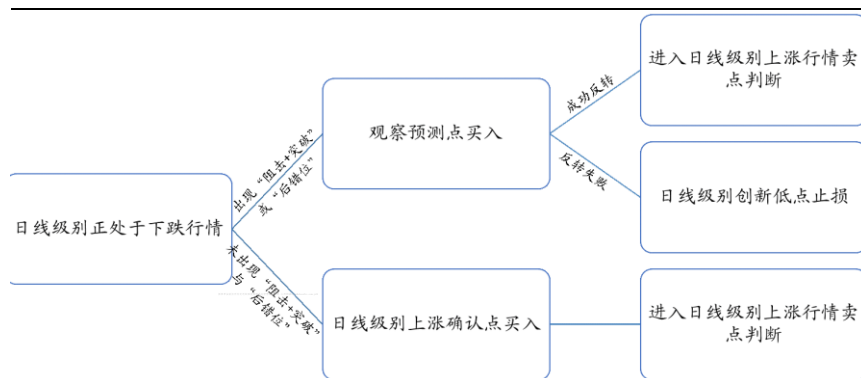 进入日线级别上涨行情卖
点判断
成功反转
观察预测点买入
反转失败
出现“阻击+突破”
或“后错位”
日线级别创新低点止损
日线级别正处于下跌行情
未出现“阻击+突破”
与“后错位”
日线级别上涨确认点买入
进入日线级别上涨行情卖
点判断